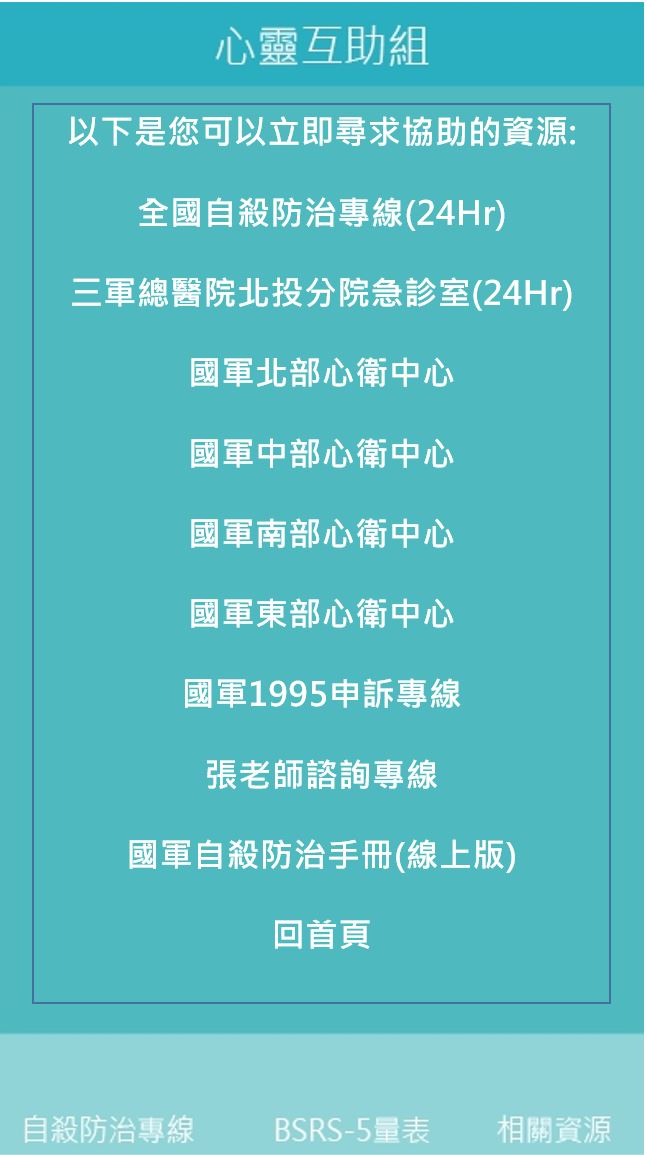 心靈互助組
以下是您可以立即尋求協助的資源:
全國自殺防治專線(24Hr)
三軍總醫院北投分院急診室(24Hr)
國軍北部心衛中心
國軍中部心衛中心
國軍南部心衛中心
國軍東部心衛中心
國軍1995申訴專線
張老師諮詢專線
國軍自殺防治手冊(線上版)
回首頁
自殺防治專線 BSRS-5量表 相關資源